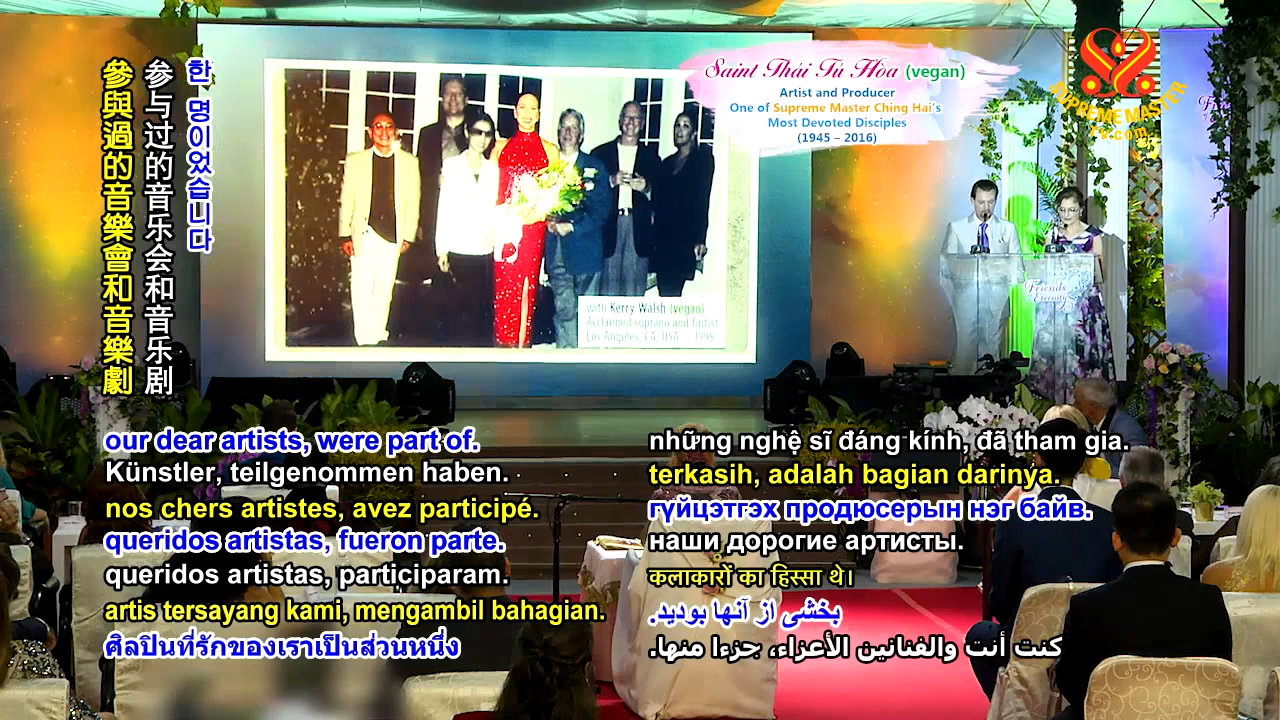 한 명이었습니다
参与过的音乐会和音乐剧
參與過的音樂會和音樂劇
Saint Thái Tú Hòa (vegan)
Artist and Producer
One of Supreme Master Ching Hai's
Most Devoted Disciples
(1945 – 2016)
SUPREME MASTER
TV.com
with Kerry Walsh (vegan)
Acclaimed soprano and artist
Los Angeles, CA, USA 1998
Friends
Eternity
our dear artists, were part of.
Künstler, teilgenommen haben.
nos chers artistes, avez participé.
queridos artistas, fueron parte.
queridos artistas, participaram.
artis tersayang kami, mengambil bahagian.
ศิลปินที่รักของเราเป็นส่วนหนึ่ง
những nghệ sĩ đáng kính, đã tham gia.
terkasih, adalah bagian darinya.
гүйцэтгэх продюсерын нэг байв.
наши дорогие артисты.
कलाकारों का हिस्सा थे।
بخشی از آنها بودید.
كنت أنت والفنانين الأعزاء، جزءا منها.